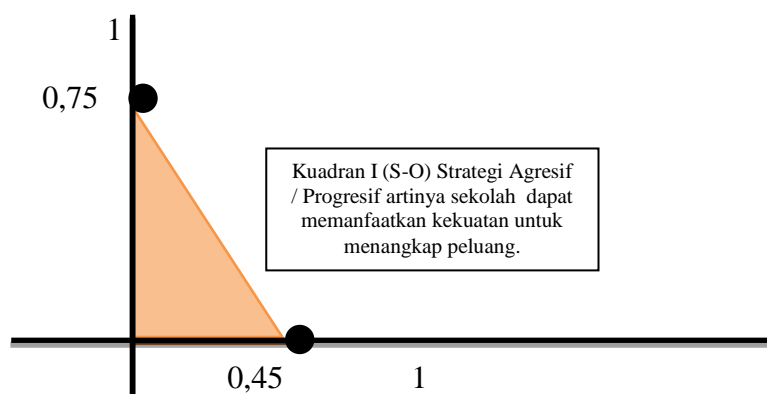 1
0,75
Kuadran I (S-O) Strategi Agresif
/ Progresif artinya sekolah dapat
memanfaatkan kekuatan untuk
menangkap peluang.
0,45
1